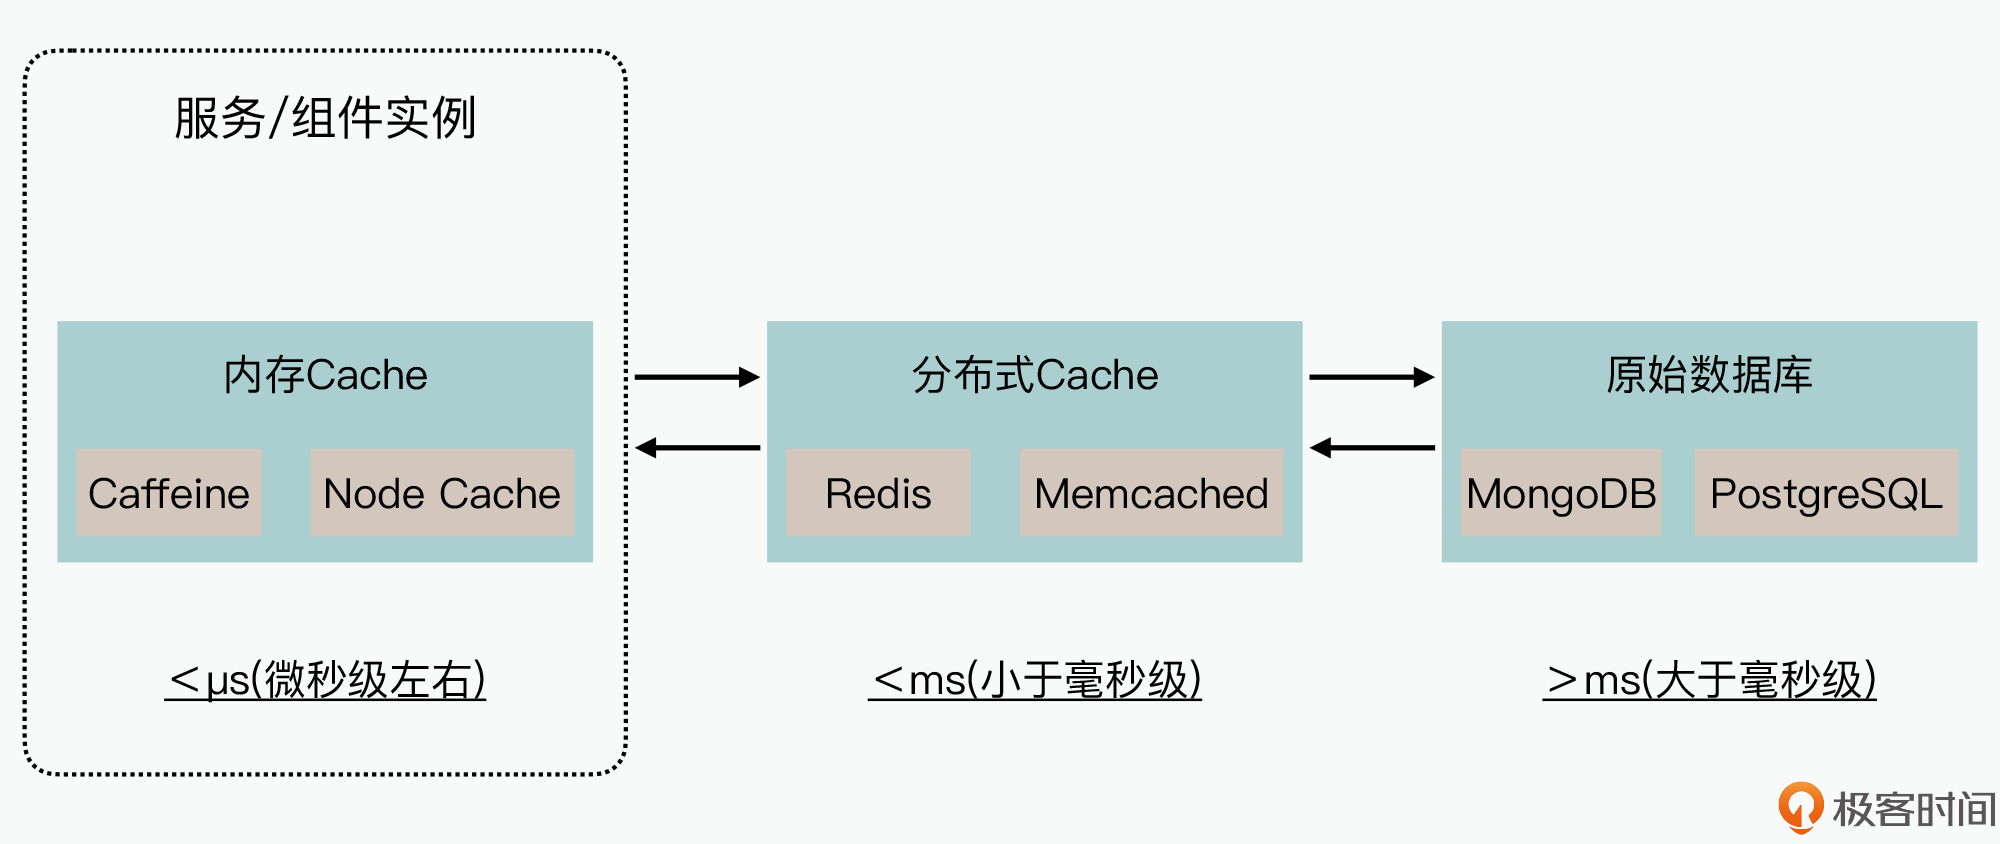 服务/组件实例
内存Cache
Caffeine
Node Cache
<μs(微秒级左右)
分布式Cache
Redis
Memcached
<ms(小于毫秒级)
原始数据库
MongoDB
PostgreSQL
>ms(大于毫秒级)
极客时间